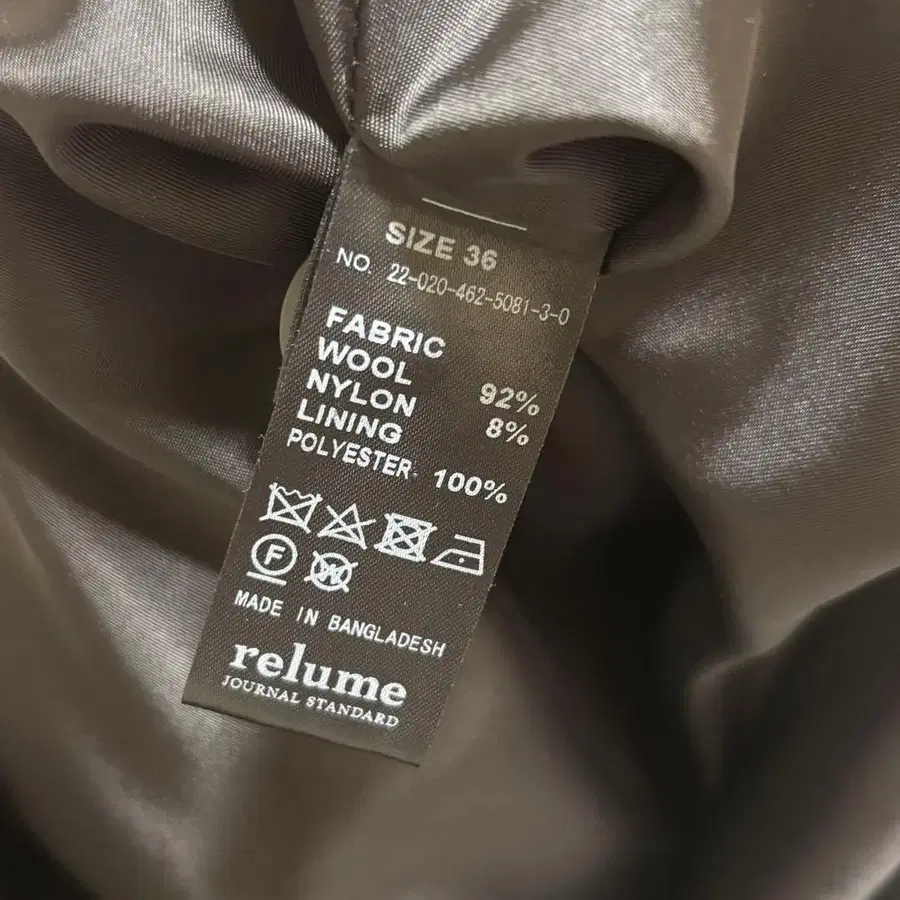 SIZE 36
NO. 22-020-462-5081-3-0
FABRIC
WOOL 92%
NYLON 8%
LINING
POLYESTER 100%
F W
MADE IN BANGLADESH
relume
JOURNAL STANDARD